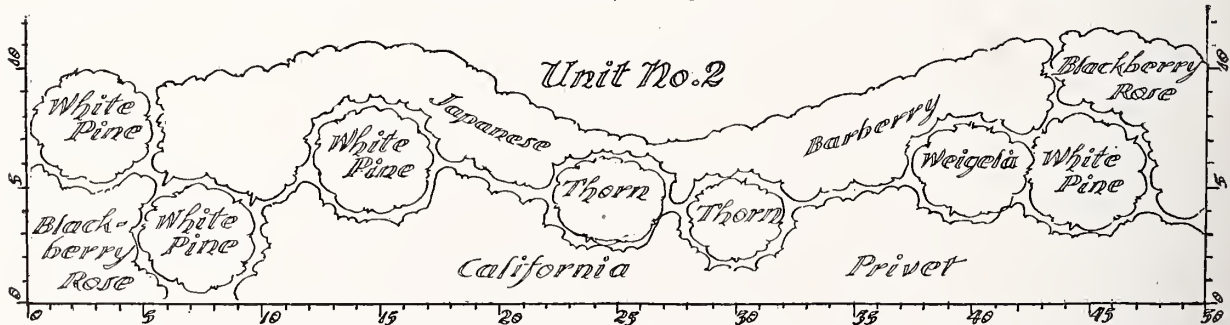 Unit No. 2
White
Pine
Japanese
Barberry
Blackberry
Rose
White
Pine
Thorn
Thorn
Weigela
White
Pine
Black-
berry
Rose
White
Pine
California
Privet
10
5
0
10
5
0
0
5
10
15
20
25
30
35
40
45
50